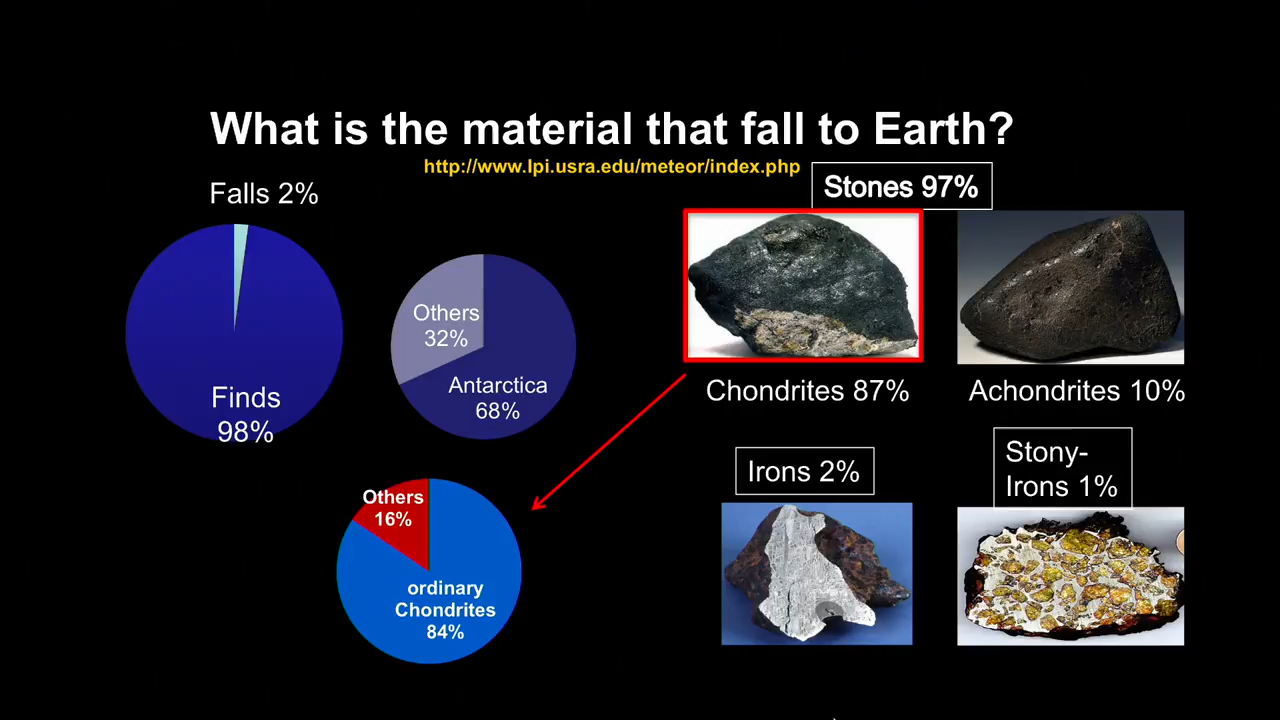 What is the material that fall to Earth?
http://www.lpi.usra.edu/meteor/index.php
Falls 2%
Finds
98%
Others
32%
Antarctica
68%
Others
16%
ordinary
Chondrites
84%
Stones 97%
Chondrites 87%
Achondrites 10%
Irons 2%
Stony-
Irons 1%